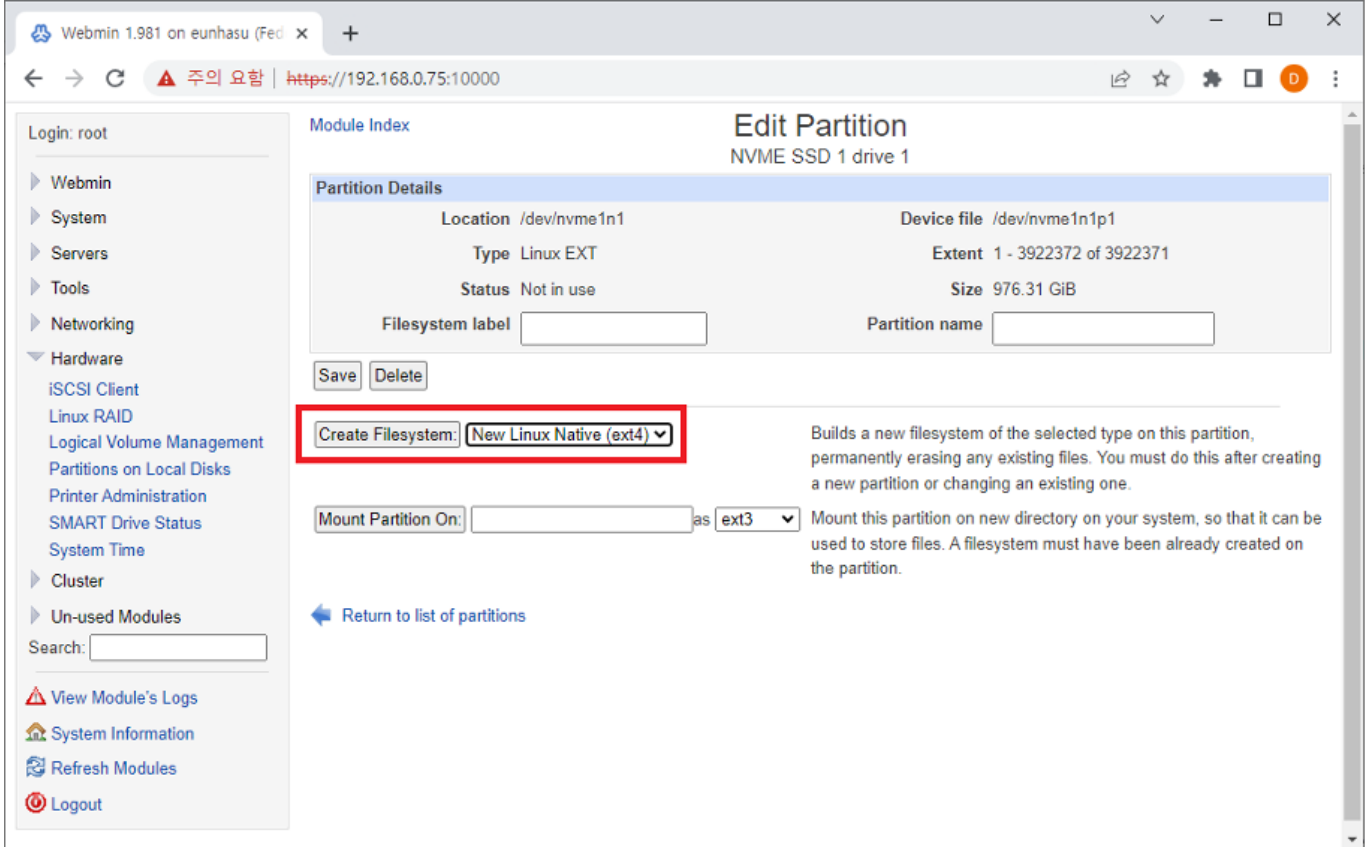 Webmin 1.981 on eunhasu (Fed
주의 요함 https://192.168.0.75:10000
D
Login: root
Webmin
System
Servers
Tools
Networking
Hardware
iSCSI Client
Linux RAID
Logical Volume Management
Partitions on Local Disks
Printer Administration
SMART Drive Status
System Time
Cluster
Un-used Modules
Search:
View Module's Logs
System Information
Refresh Modules
Logout
Module Index
Edit Partition
NVME SSD 1 drive 1
Partition Details
Location /dev/nvme1n1 Device file /dev/nvme1n1p1
Type Linux EXT Extent 1 - 3922372 of 3922371
Status Not in use Size 976.31 GiB
Filesystem label Partition name
Save Delete
Create Filesystem: New Linux Native (ext4)
Builds a new filesystem of the selected type on this partition,
permanently erasing any existing files. You must do this after creating
a new partition or changing an existing one.
Mount Partition On: as ext3
Mount this partition on new directory on your system, so that it can be
used to store files. A filesystem must have been already created on
the partition.
Return to list of partitions